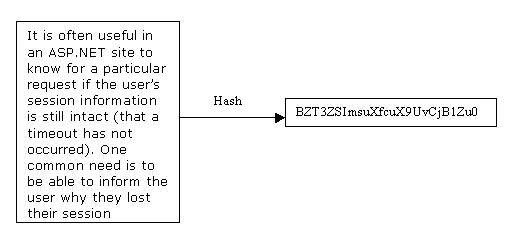 It is often useful in
an ASP.NET site to
know for a particular
request if the user's
session information
is still intact (that a
timeout has not
occurred). One
common need is to
be able to inform the
user why they lost
their session
Hash
BZT3ZSImsuXfcuX9UvCjB1Zu0